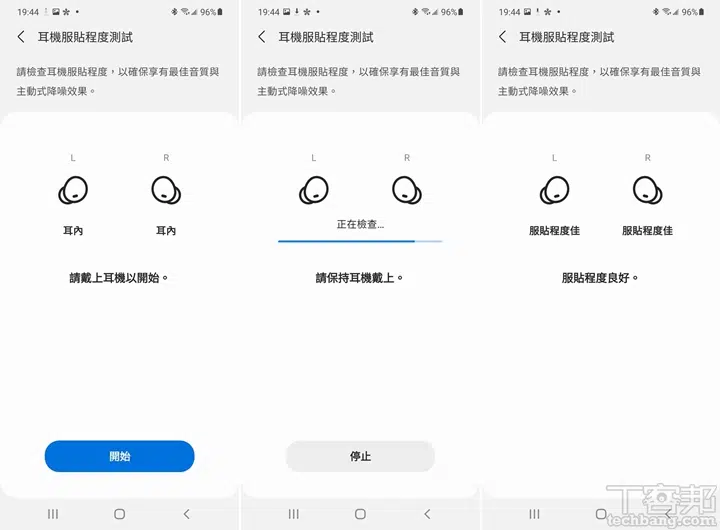 19:44
96%
耳機服貼程度測試
請檢查耳機服貼程度，以確保享有最佳音質與
主動式降噪效果。
L
R
耳內
耳內
請戴上耳機以開始。
開始
19:44
96%
耳機服貼程度測試
請檢查耳機服貼程度，以確保享有最佳音質與
主動式降噪效果。
L
R
正在檢查...
請保持耳機戴上。
停止
19:44
96%
耳機服貼程度測試
請檢查耳機服貼程度，以確保享有最佳音質與
主動式降噪效果。
L
R
服貼程度佳
服貼程度佳
服貼程度良好。
T客邦
techbang.com